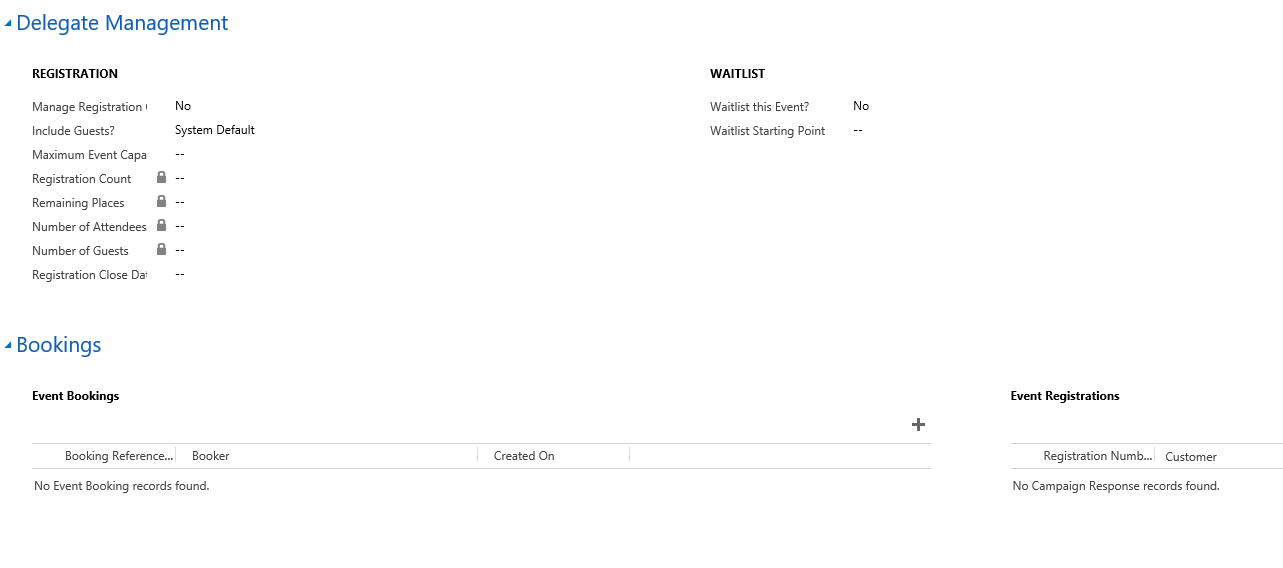 Delegate Management
REGISTRATION
Manage Registration
No
Include Guests?
System Default
Maximum Event Capa
--
Registration Count
--
Remaining Places
--
Number of Attendees
--
Number of Guests
--
Registration Close Dat
--
WAITLIST
Waitlist this Event?
No
Waitlist Starting Point
--
Bookings
Event Bookings
Booking Reference... Booker Created On
No Event Booking records found.
Event Registrations
Registration Numb... Customer
No Campaign Response records found.